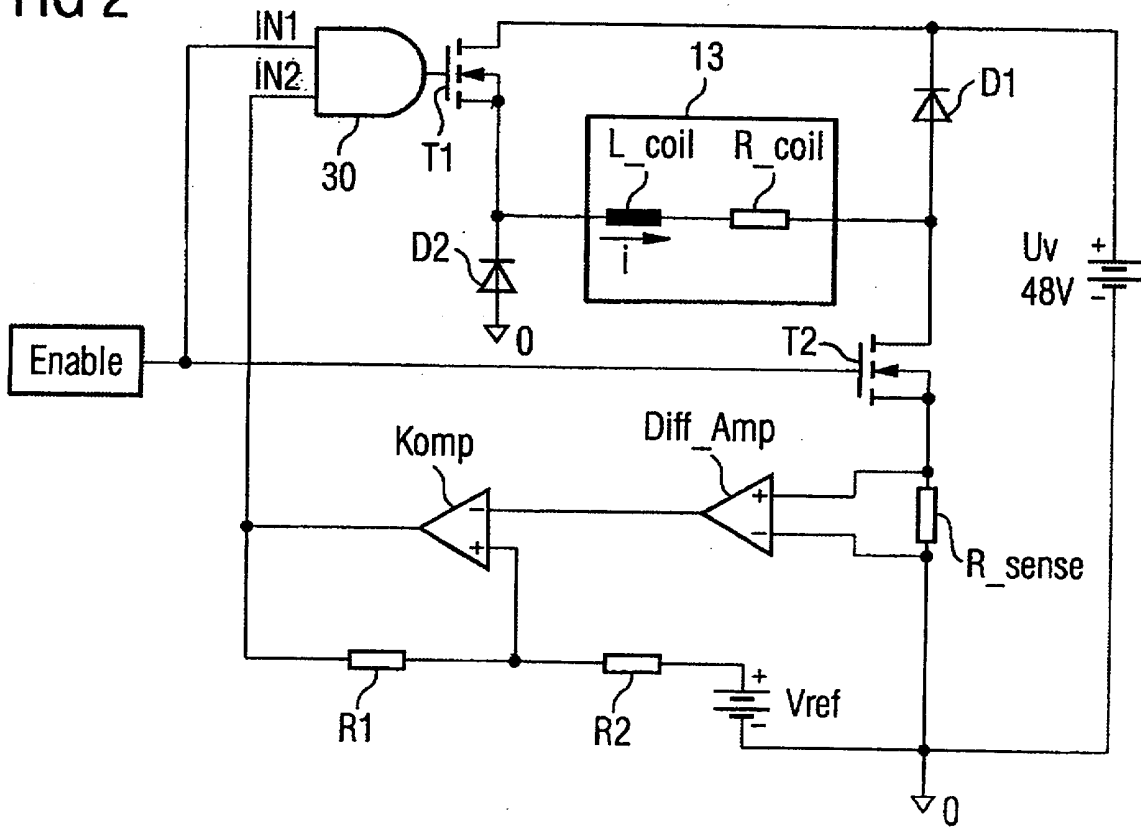 FIG 2
IN1
IN2
30
T1
13
L_coil
R_coil
i
D1
D2
0
Uv
48V
+
-
Enable
T2
Komp
Diff_Amp
-
+
+
-
R_sense
R1
R2
+
-
Vref
0